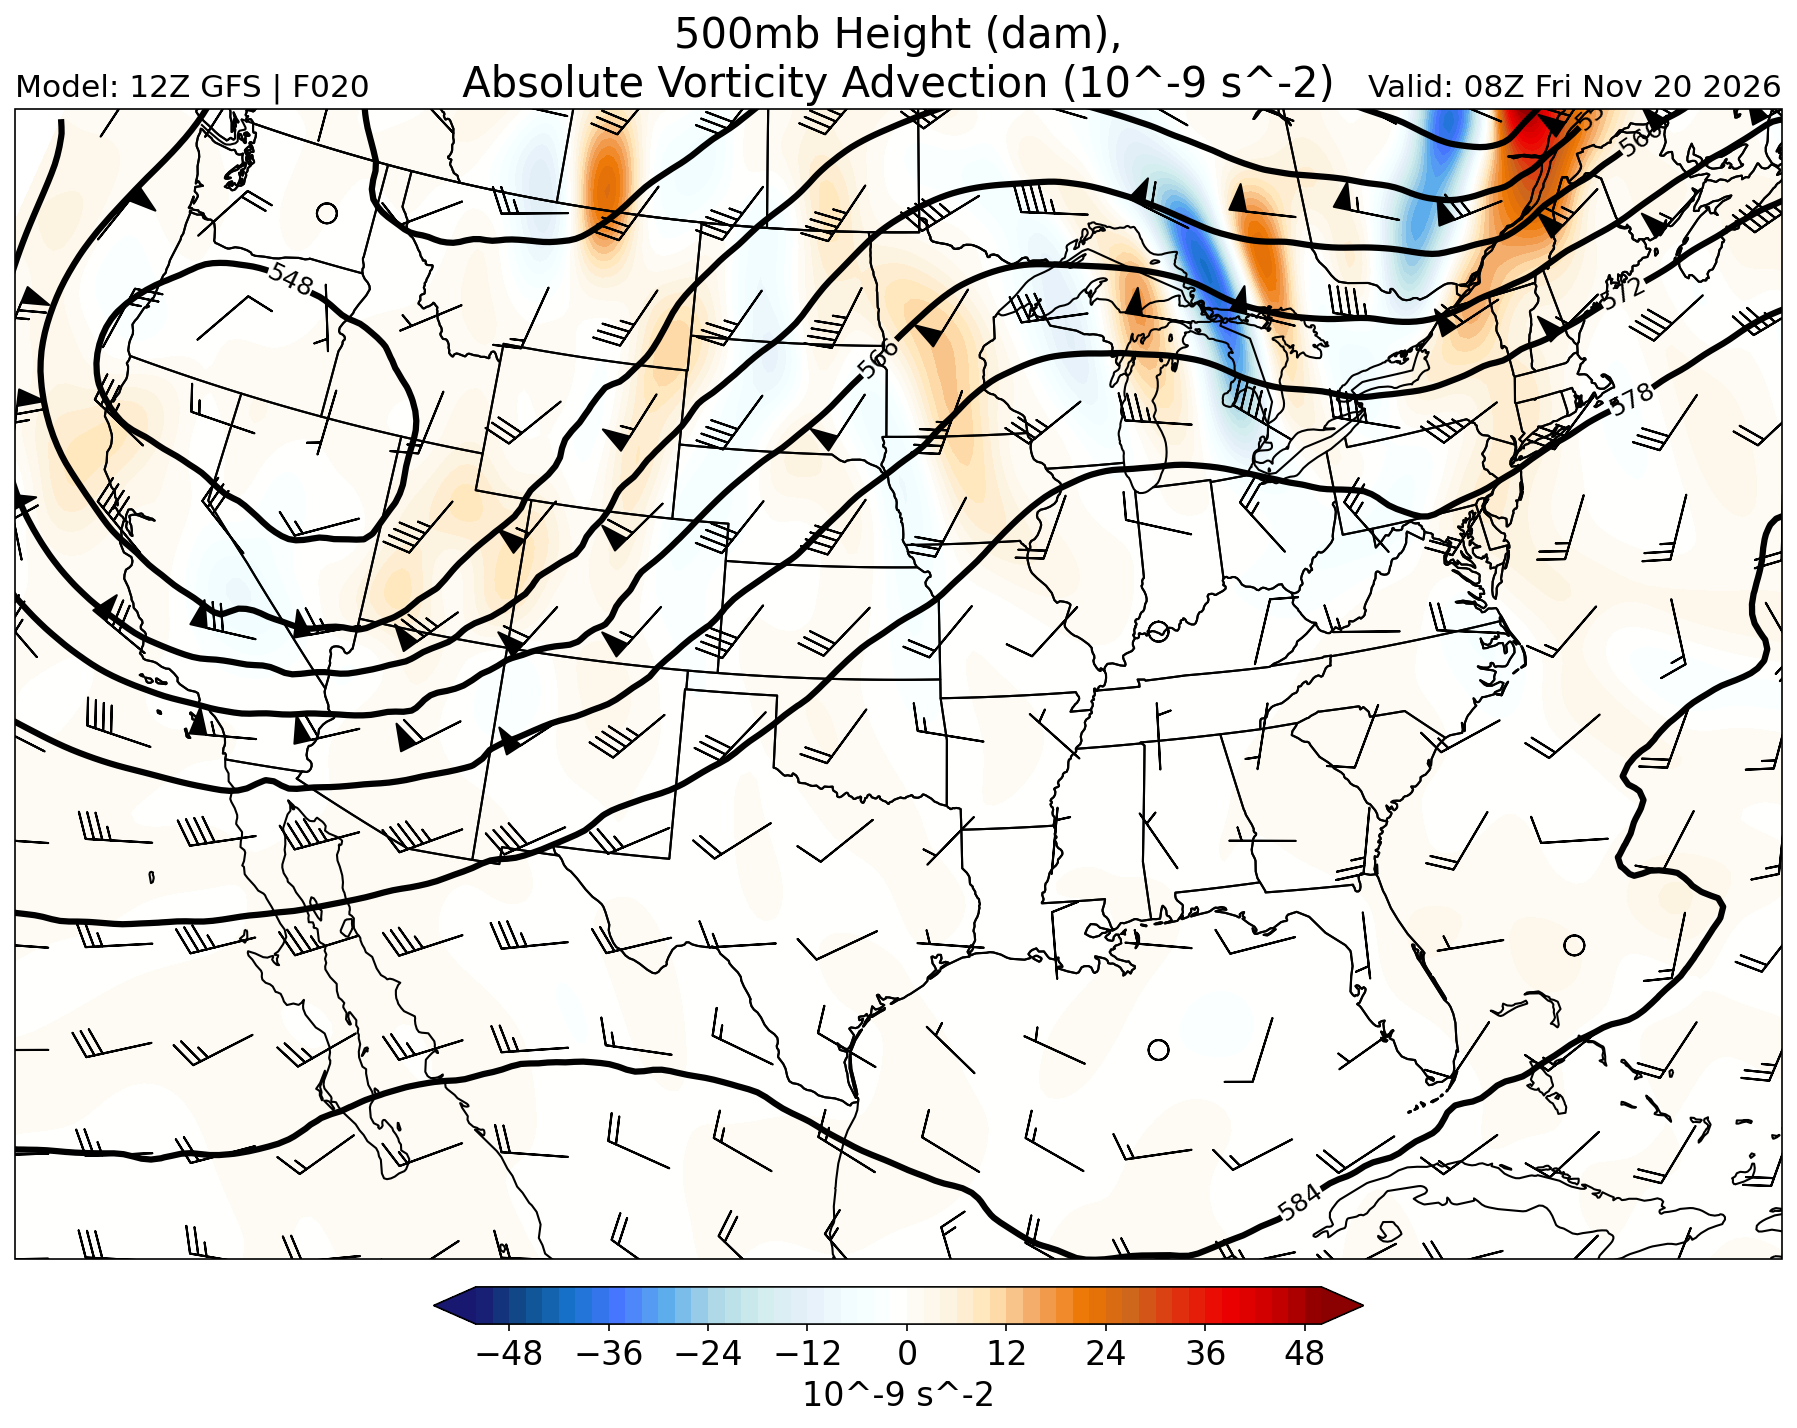 500mb Height (dam),
Model: 12Z GFS | F020
Absolute Vorticity Advection (10^-9 s^-2)
Valid: 08Z Fri Nov 20 2026
560
548
572
566
578
584
−48 −36 −24 −12 0 12 24 36 48
10^-9 s^-2